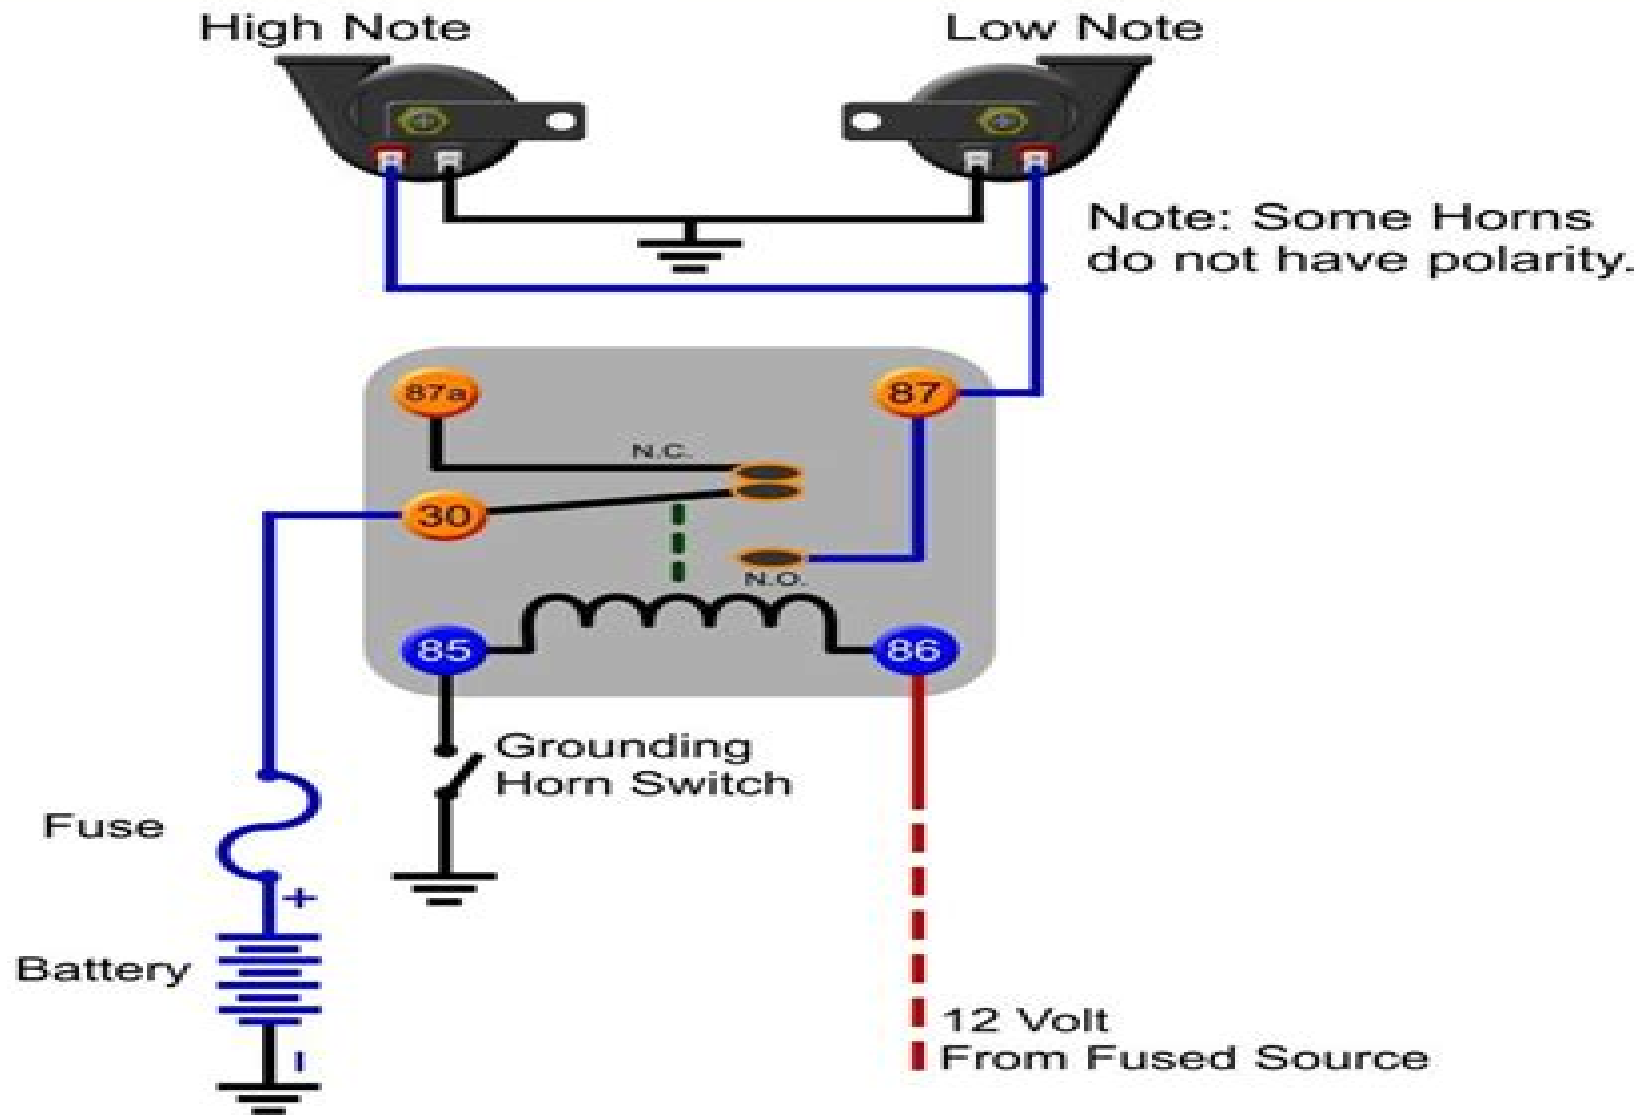 High Note
Low Note
Note: Some Horns
do not have polarity.
87a
87
N.C.
30
N.O.
85
86
Grounding
Horn Switch
Fuse
+
Battery
12 Volt
From Fused Source